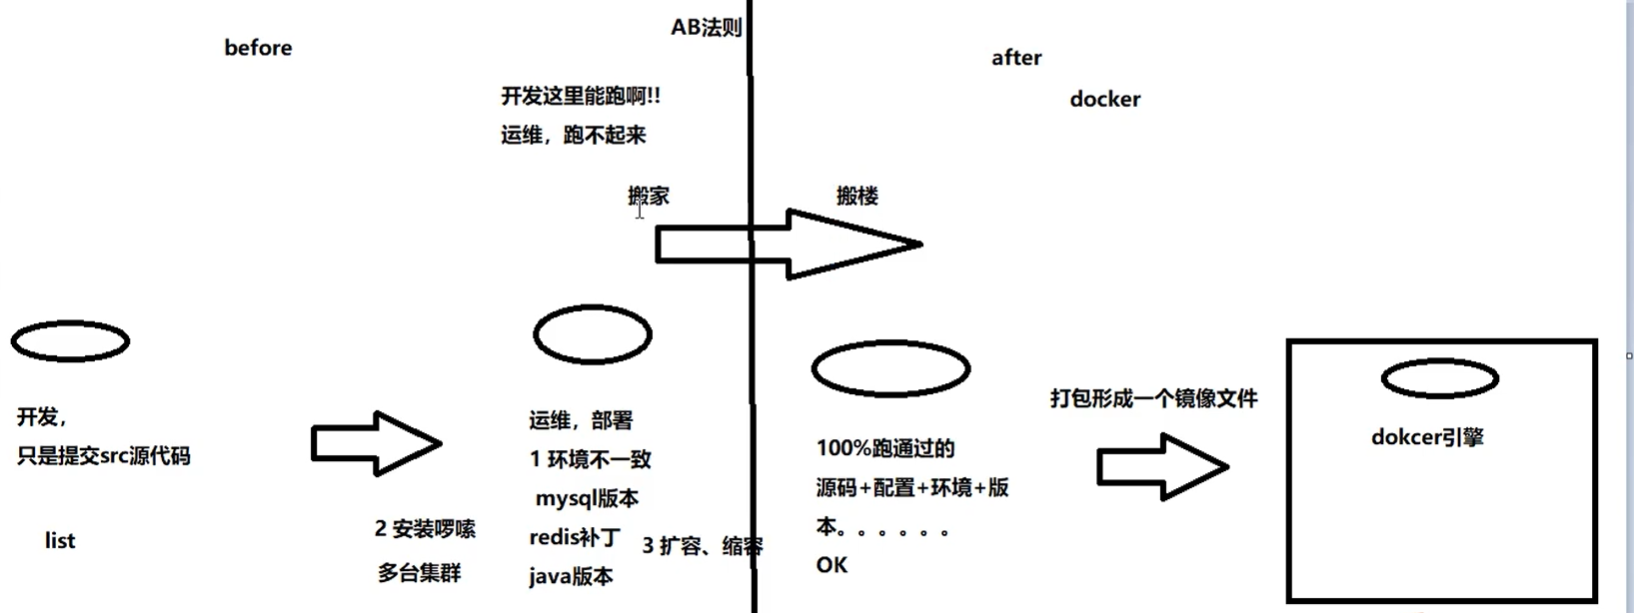 AB法则
before
开发这里能跑啊!!
运维，跑不起来
搬家
开发，
只是提交src源代码
list
运维，部署
1 环境不一致
mysql版本
redis补丁
java版本
2 安装啰嗦
多台集群
3 扩容、缩容
after
docker
搬楼
100%跑通过的
源码+配置+环境+版
本。。。。。。
OK
打包形成一个镜像文件
dokcer引擎